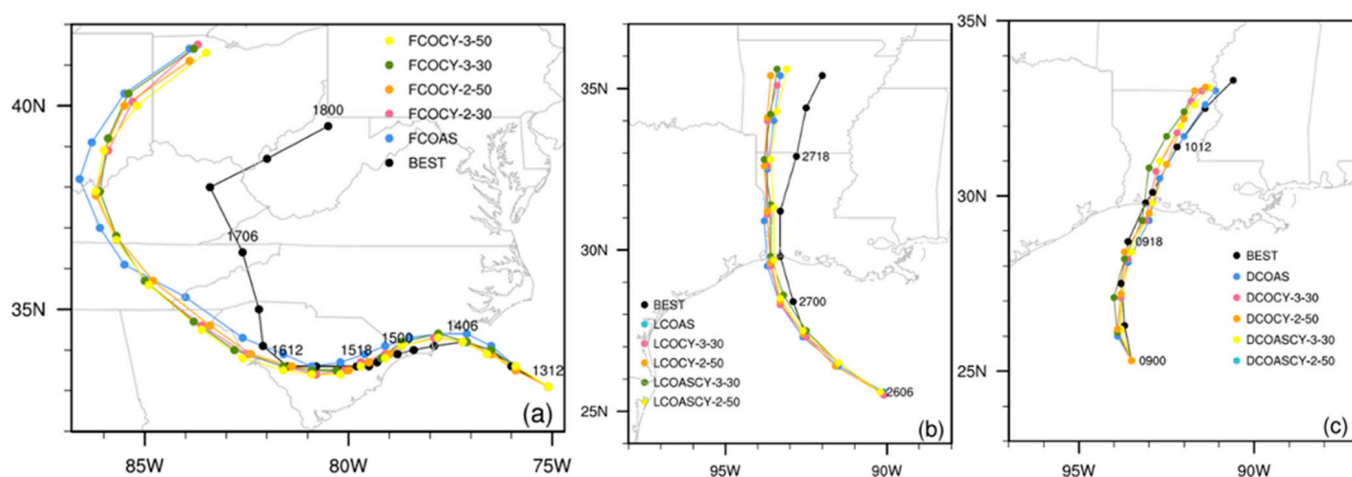 FCOCY-3-50
FCOCY-3-30
FCOCY-2-50
FCOCY-2-30
FCOAS
BEST
40N
35N
1800
1706
1612
1518
1500
1406
1312
(a)
85W
80W
75W
35N
30N
25N
2718
2700
2606
BEST
LCOAS
LCOCY-3-30
LCOCY-2-50
LCOASCY-3-30
LCOASCY-2-50
(b)
95W
90W
35N
30N
25N
1012
0918
0900
BEST
DCOAS
DCOCY-3-30
DCOCY-2-50
DCOASCY-3-30
DCOASCY-2-50
(c)
95W
90W